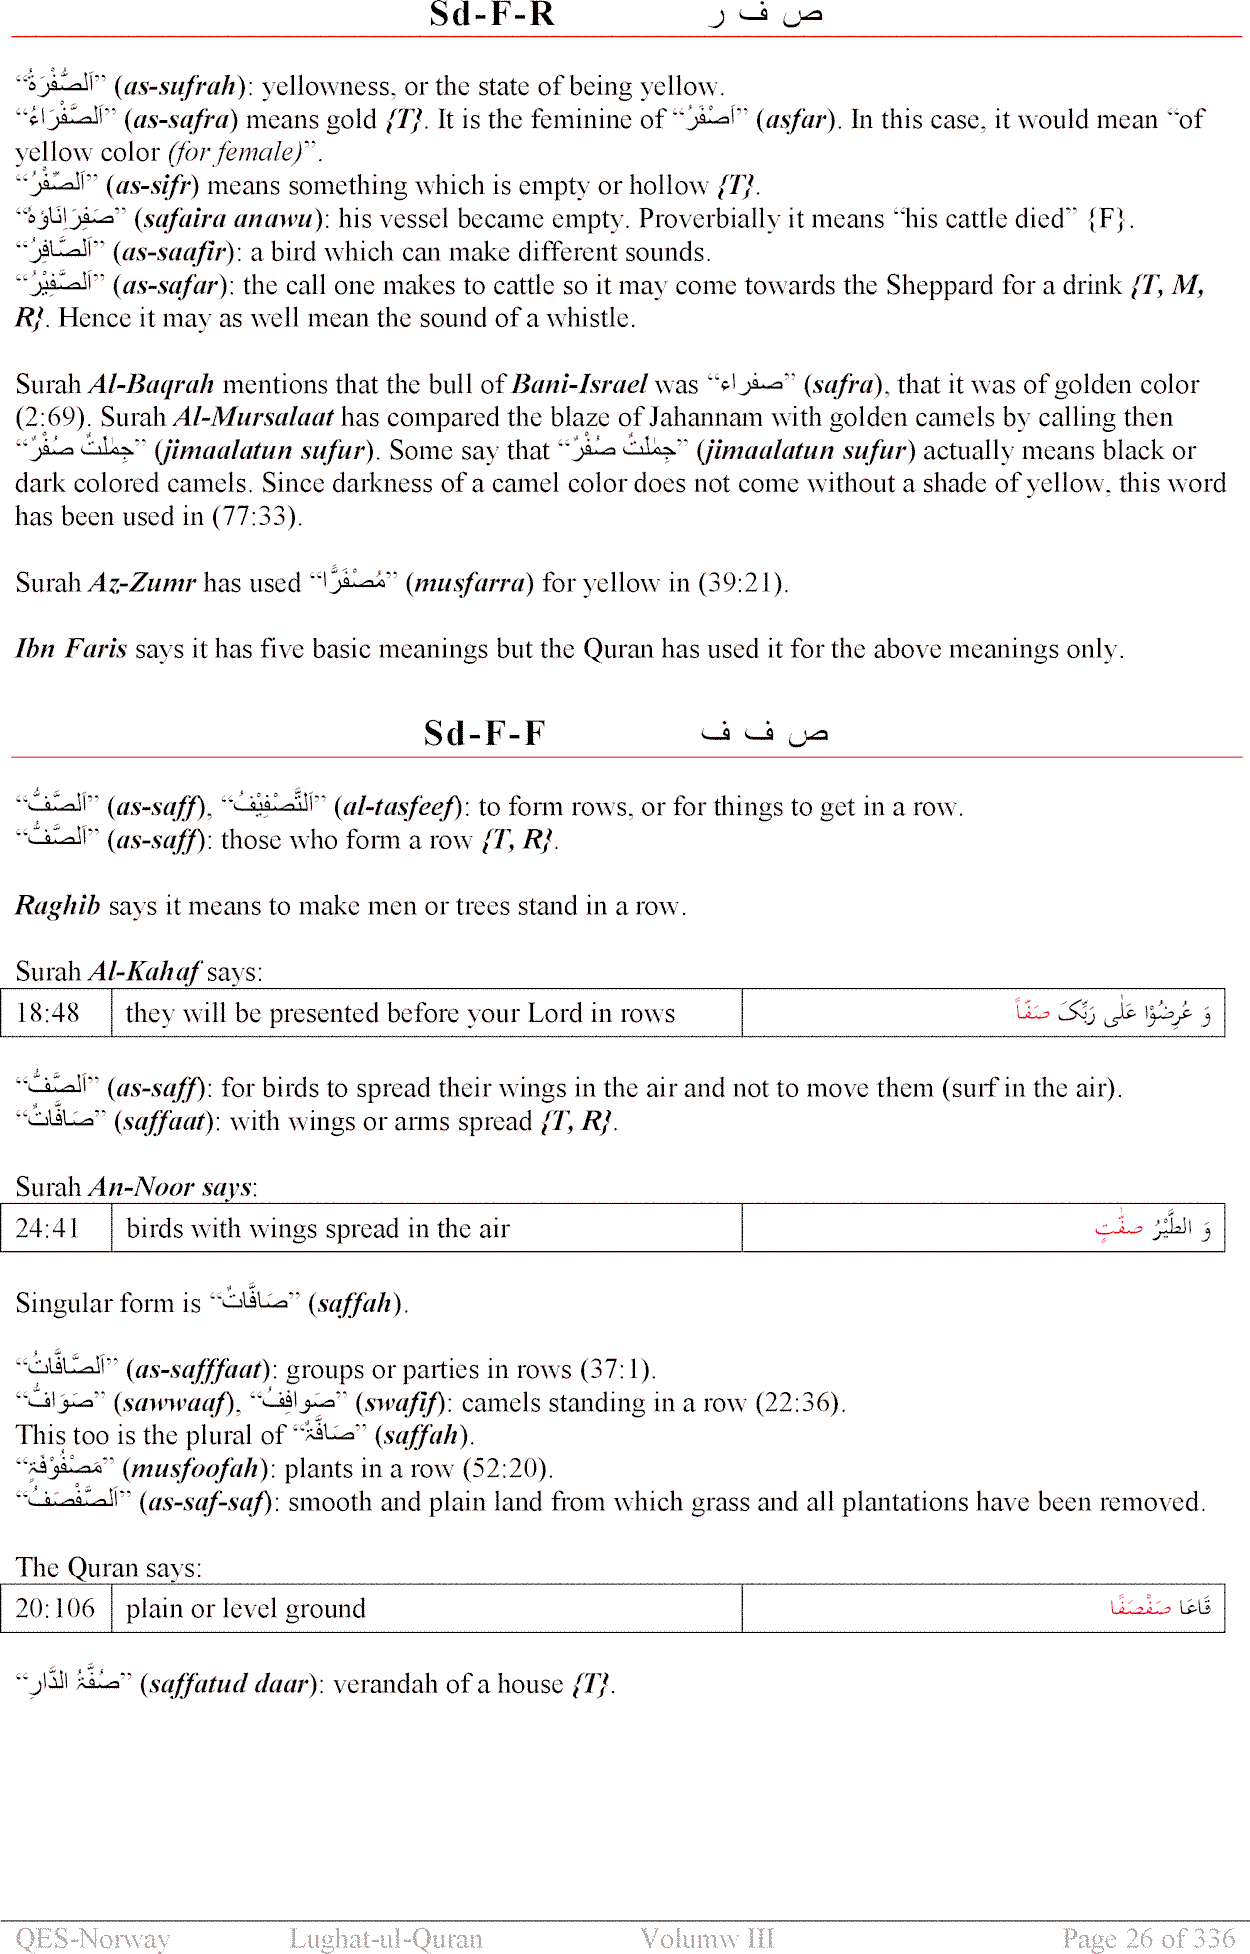 Sd-F-R ص ف ر
“اَلصُّفْرَةُ” (as-sufrah): yellowness, or the state of being yellow.
“اَلصَّفْرَاءُ” (as-safra) means gold {T}. It is the feminine of “اَصْفَرُ” (asfar). In this case, it would mean “of
yellow color (for female)”.
“اَلصِّفْرُ” (as-sifr) means something which is empty or hollow {T}.
“صَفِرَاِنَاؤہٗ” (safaira anawu): his vessel became empty. Proverbially it means “his cattle died” {F}.
“اَلصَّافِرُ” (as-saafir): a bird which can make different sounds.
“اَلصَّفِيْرُ” (as-safar): the call one makes to cattle so it may come towards the Sheppard for a drink {T, M,
R}. Hence it may as well mean the sound of a whistle.
Surah Al-Baqrah mentions that the bull of Bani-Israel was “صفراء” (safra), that it was of golden color
(2:69). Surah Al-Mursalaat has compared the blaze of Jahannam with golden camels by calling then
“جِمٰلَتٌ صُفْرٌ” (jimaalatun sufur). Some say that “جِمٰلَتٌ صُفْرٌ” (jimaalatun sufur) actually means black or
dark colored camels. Since darkness of a camel color does not come without a shade of yellow, this word
has been used in (77:33).
Surah Az-Zumr has used “مُصْفَرًّا” (musfarra) for yellow in (39:21).
Ibn Faris says it has five basic meanings but the Quran has used it for the above meanings only.
Sd-F-F ص ف ف
“اَلصَّفُّ” (as-saff), “اَلتَّصْفِيْفُ” (al-tasfeef): to form rows, or for things to get in a row.
“اَلصَّفُّ” (as-saff): those who form a row {T, R}.
Raghib says it means to make men or trees stand in a row.
Surah Al-Kahaf says:
18:48 they will be presented before your Lord in rows وَ عُرِضُوْا عَلٰی رَبِّکَ صَفّاً
“اَلصَّفُّ” (as-saff): for birds to spread their wings in the air and not to move them (surf in the air).
“صَافَّاتٌ” (saffaat): with wings or arms spread {T, R}.
Surah An-Noor says:
24:41 birds with wings spread in the air وَ الطَّيْرُ صفّٰتٍ
Singular form is “صَافَّاتٌ” (saffah).
“اَلصَّافَّاتُ” (as-safffaat): groups or parties in rows (37:1).
“صَوَافُّ” (sawwaaf), “صَوافِفُ” (swafif): camels standing in a row (22:36).
This too is the plural of “صَافَّۃٌ” (saffah).
“مَصْفُوْفَۃٍ” (musfoofah): plants in a row (52:20).
“اَلصَّفْصَفُ” (as-saf-saf): smooth and plain land from which grass and all plantations have been removed.
The Quran says:
20:106 plain or level ground قَاعَا صَفْصَفًا
“صُفَّۃُ الدَّارِ” (saffatud daar): verandah of a house {T}.
QES-Norway Lughat-ul-Quran Volumw III Page 26 of 336